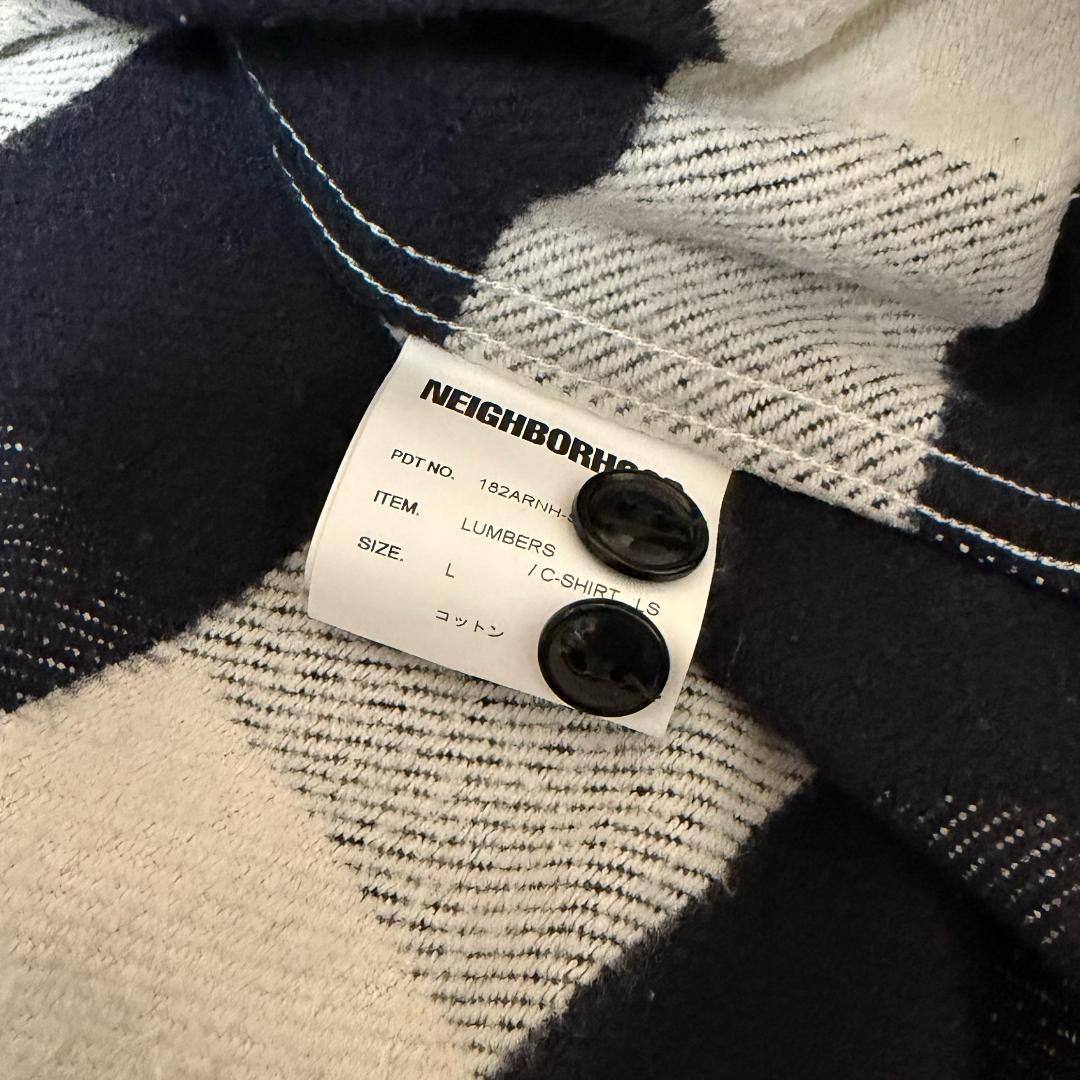 NEIGHBORHO
PDT NO. 182ARNH-S
ITEM. LUMBERS / C-SHIRT . LS
SIZE. L
コットン